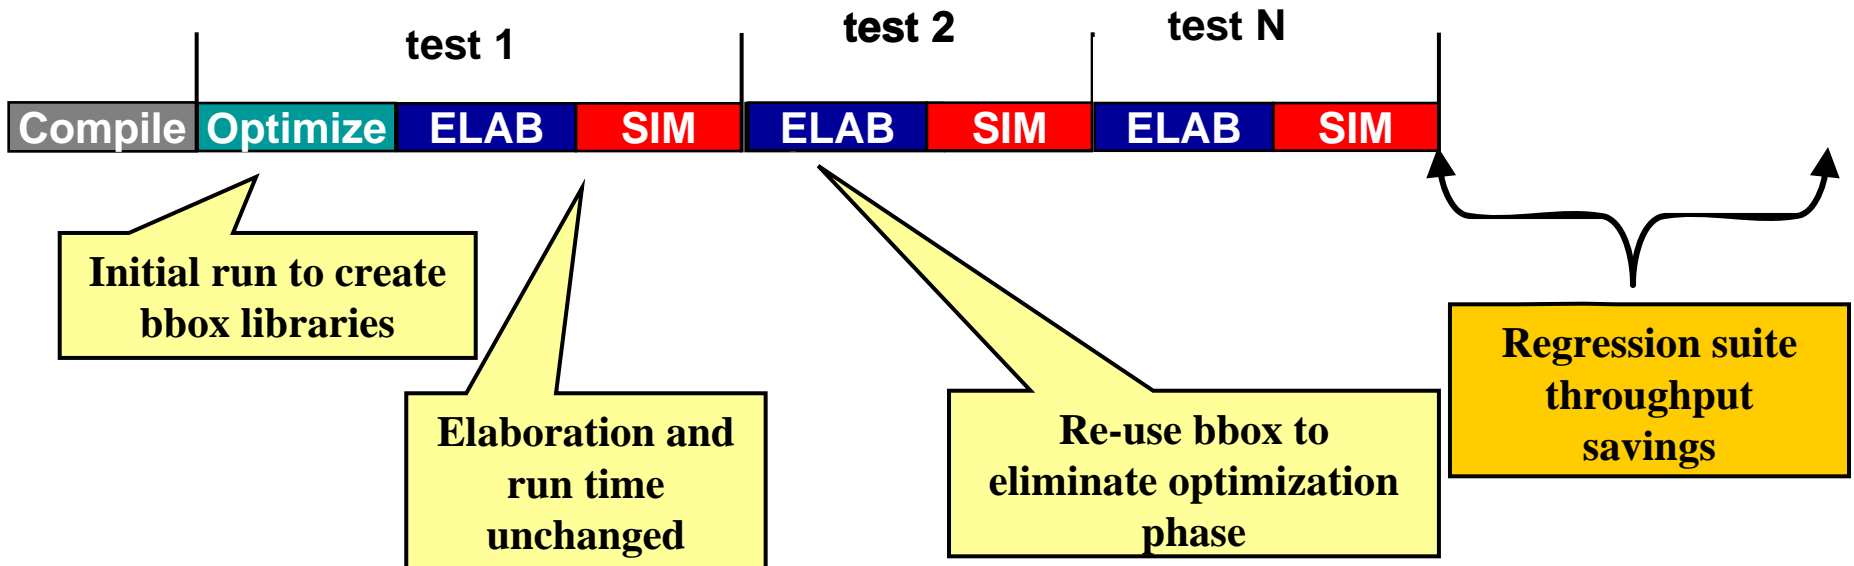 test 1
test 2
test N
Compile Optimize ELAB SIM ELAB SIM ELAB SIM
Initial run to create
bbox libraries
Elaboration and
run time
unchanged
Re-use bbox to
eliminate optimization
phase
Regression suite
throughput
savings